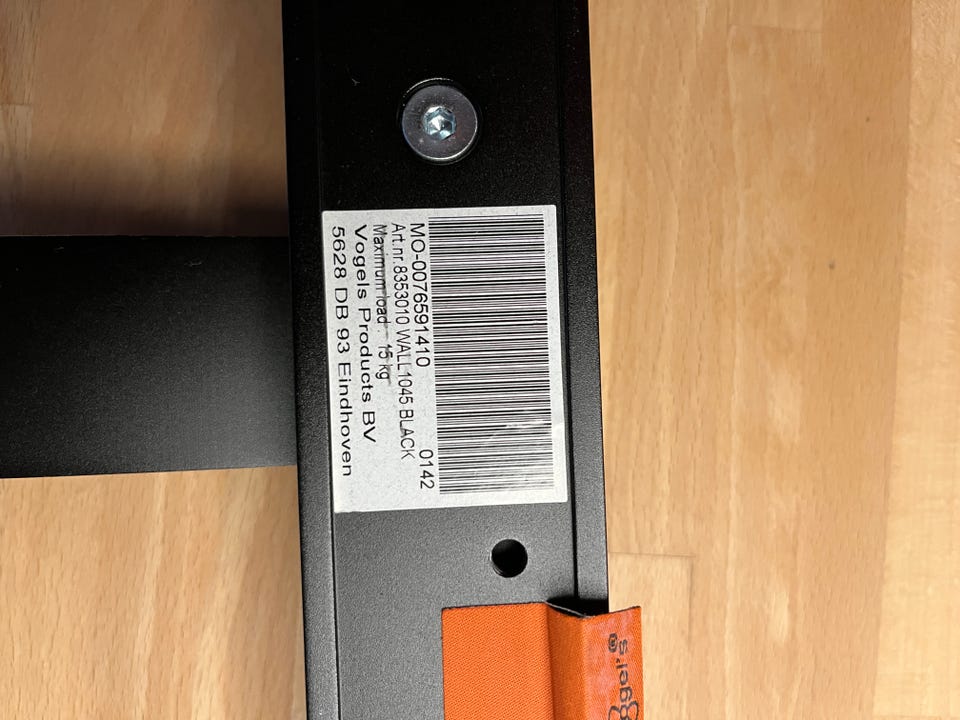 MO-0076591410 0142
Art.nr.8353010 WALL 1045 BLACK
Maximum load : 15 kg
Vogels Products BV
5628 DB 93 Eindhoven